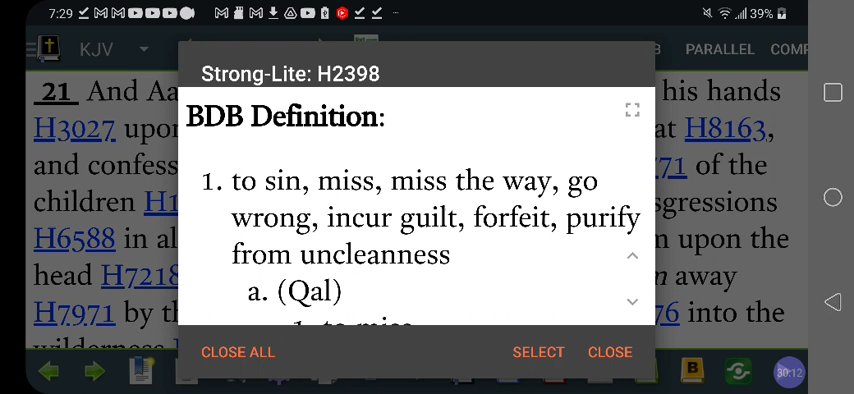 7:29
39%
KJV
PARALLEL
Strong-Lite: H2398
BDB Definition:
1. to sin, miss, miss the way, go
wrong, incur guilt, forfeit, purify
from uncleanness
a. (Qal)
21 And Aa
his hands
H3027 upon
at H8163,
and confess
71 of the
children H1
sgressions
H6588 in al
n upon the
head H7218
away
H7971 by th
76 into the
wilderness
CLOSE ALL
SELECT
CLOSE
B
30:12